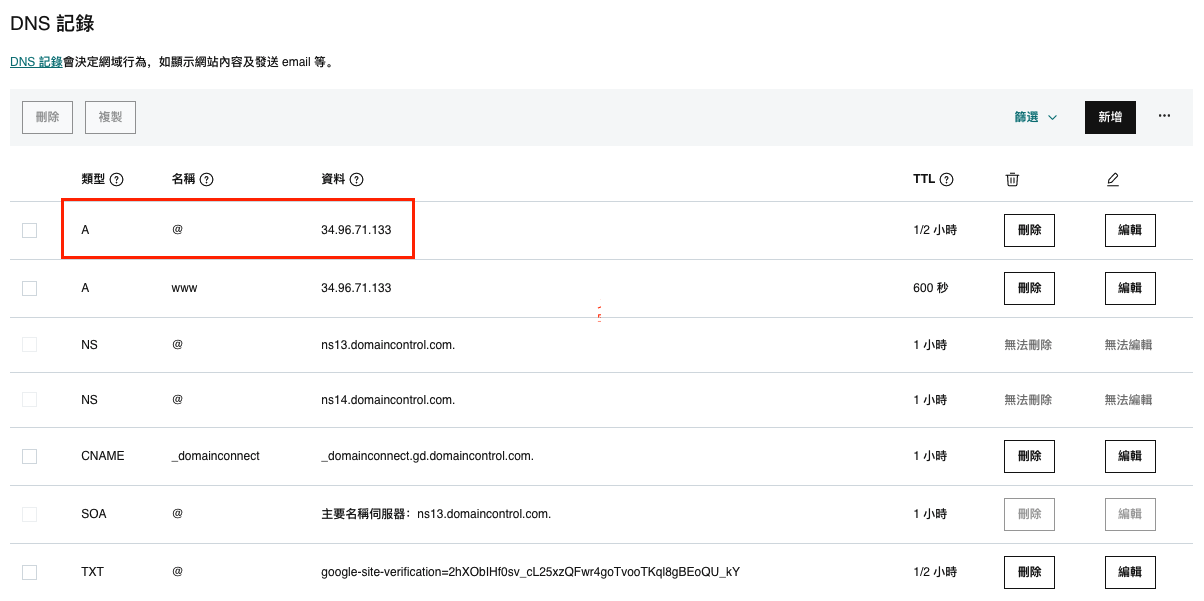 DNS 記錄
DNS 記錄會決定網域行為，如顯示網站內容及發送 email 等。
刪除 複製 篩選 新增 ···
類型 ? 名稱 ? 資料 ? TTL ?
A @ 34.96.71.133 1/2 小時 刪除 編輯
A www 34.96.71.133 600 秒 刪除 編輯
NS @ ns13.domaincontrol.com. 1 小時 無法刪除 無法編輯
NS @ ns14.domaincontrol.com. 1 小時 無法刪除 無法編輯
CNAME _domainconnect _domainconnect.gd.domaincontrol.com. 1 小時 刪除 編輯
SOA @ 主要名稱伺服器：ns13.domaincontrol.com. 1 小時 刪除 編輯
TXT @ google-site-verification=2hXObIHf0sv_cL25xzQFwr4goTvooTKql8gBEoQU_kY 1/2 小時 刪除 編輯